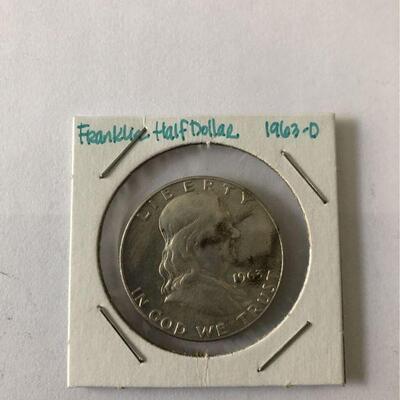 Franklin Half Dollar 1963-D
LIBERTY
1963
IN GOD WE TRUST